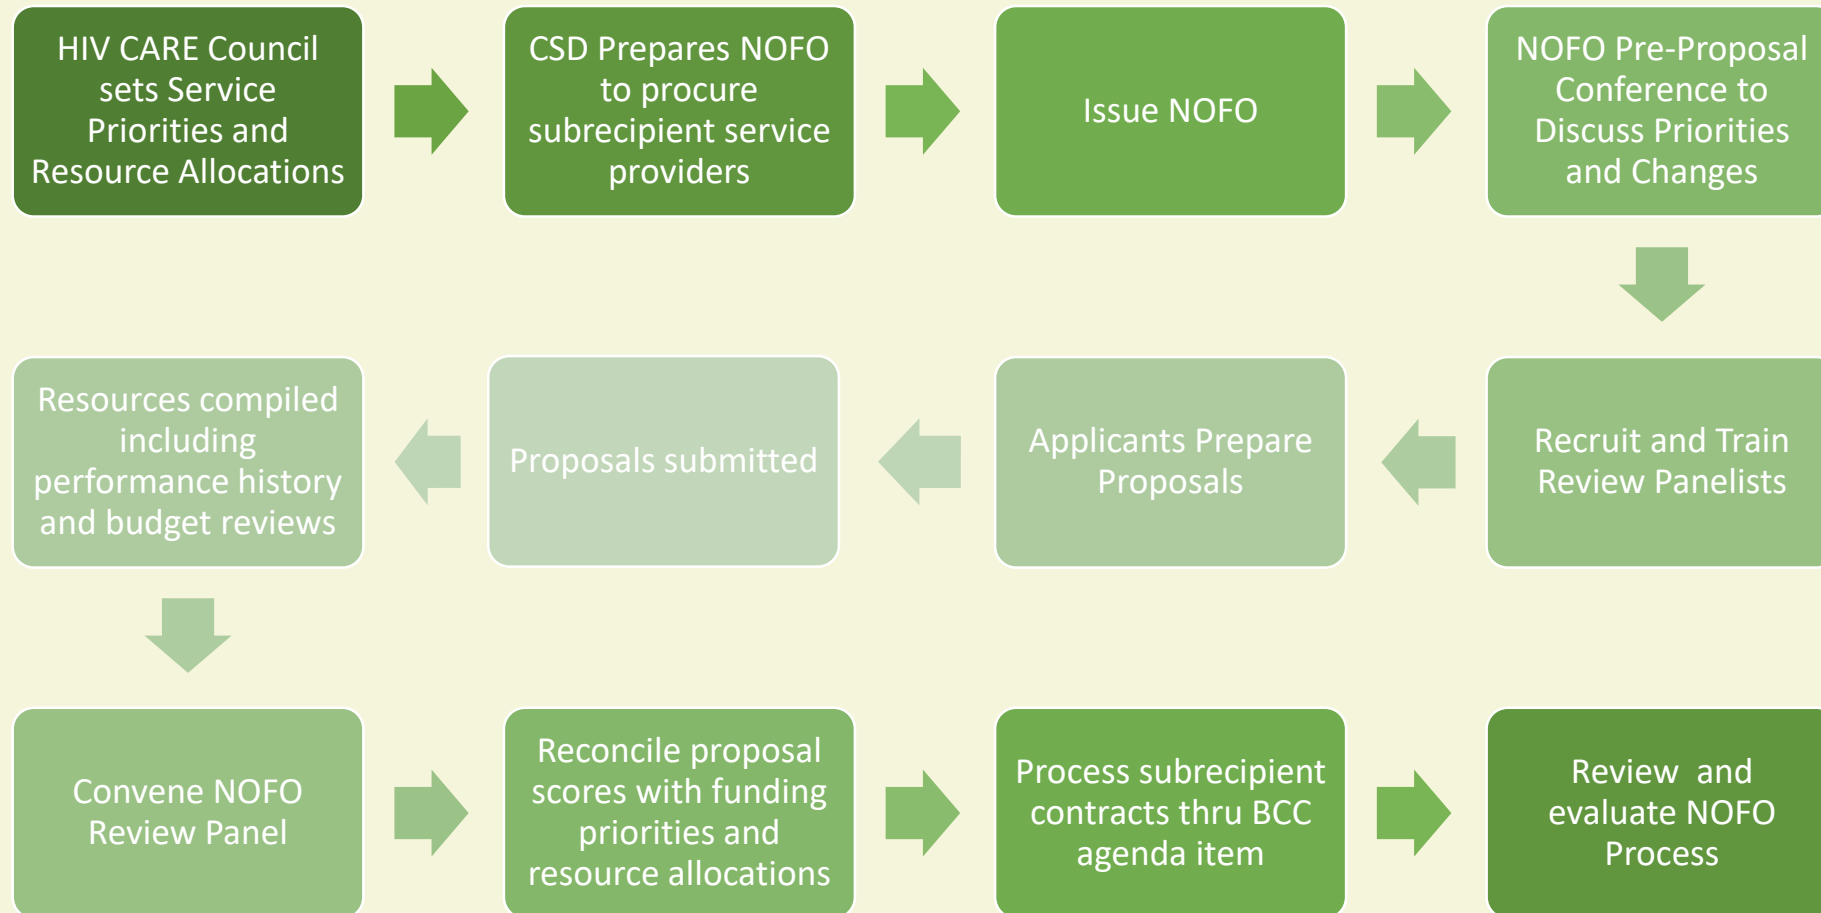 HIV CARE Council
sets Service
Priorities and
Resource Allocations
CSD Prepares NOFO
to procure
subrecipient service
providers
Issue NOFO
NOFO Pre-Proposal
Conference to
Discuss Priorities
and Changes
Recruit and Train
Review Panelists
Applicants Prepare
Proposals
Proposals submitted
Resources compiled
including
performance history
and budget reviews
Convene NOFO
Review Panel
Reconcile proposal
scores with funding
priorities and
resource allocations
Process subrecipient
contracts thru BCC
agenda item
Review and
evaluate NOFO
Process